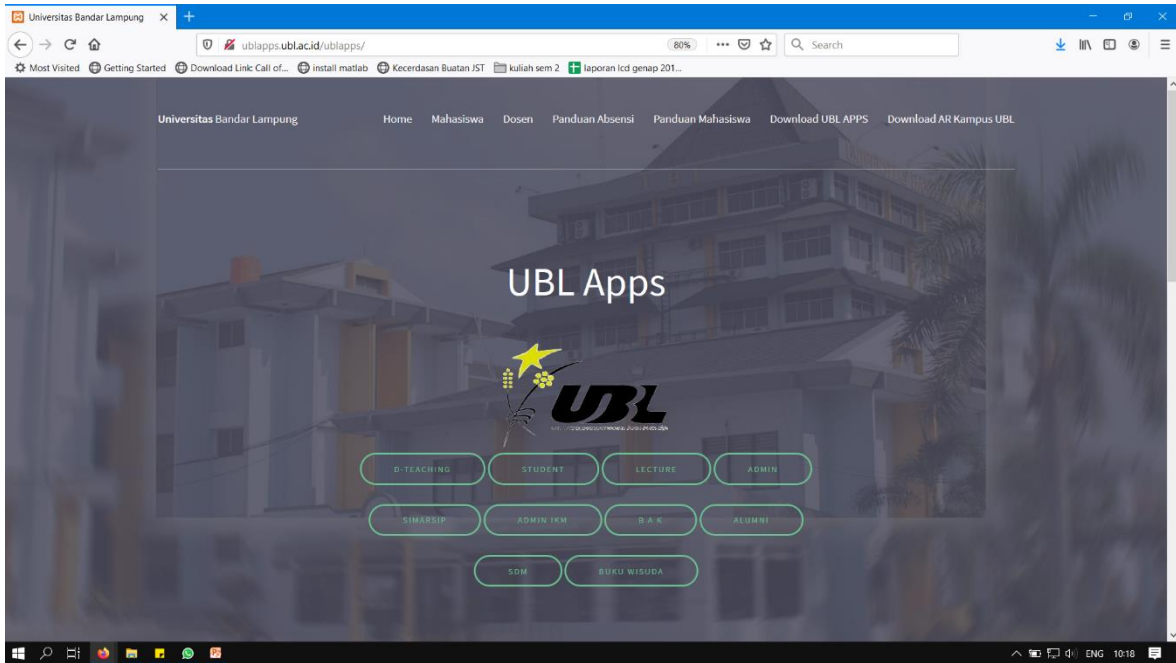 Universitas Bandar Lampung
ublapps.ubl.ac.id/ublapps/ 80% Search
Most Visited Getting Started Download Link Call of... install matlab Kecerdasan Buatan JST kuliah sem 2 laporan lcd genap 201...
Universitas Bandar Lampung Home Mahasiswa Dosen Panduan Absensi Panduan Mahasiswa Download UBL APPS Download AR Kampus UBL
UBL Apps
UBL
D-TEACHING STUDENT LECTURE ADMIN
SIMARSIP ADMIN IKM B A K ALUMNI
SDM BUKU WISUDA
ENG 10:18